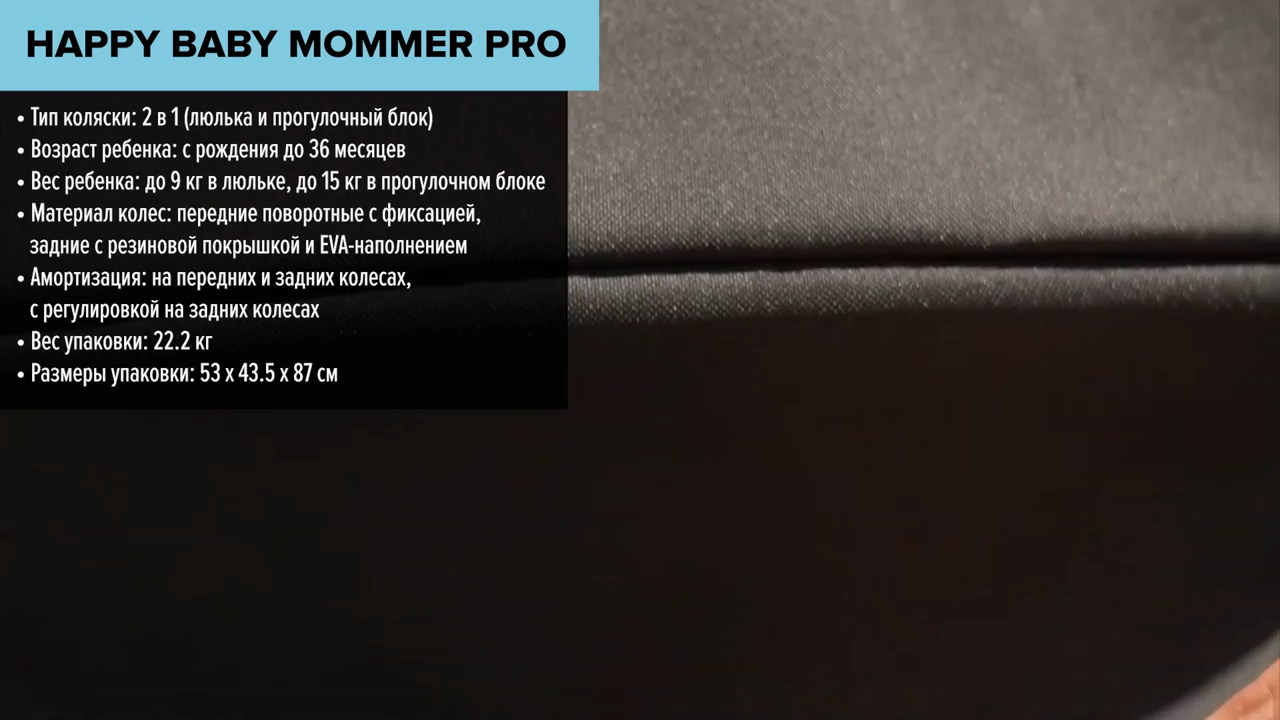 HAPPY BABY MOMMER PRO
• Тип коляски: 2 в 1 (люлька и прогулочный блок)
• Возраст ребенка: с рождения до 36 месяцев
• Вес ребенка: до 9 кг в люльке, до 15 кг в прогулочном блоке
• Материал колес: передние поворотные с фиксацией,
задние с резиновой покрышкой и EVA-наполнением
• Амортизация: на передних и задних колесах,
с регулировкой на задних колесах
• Вес упаковки: 22.2 кг
• Размеры упаковки: 53 x 43.5 x 87 см